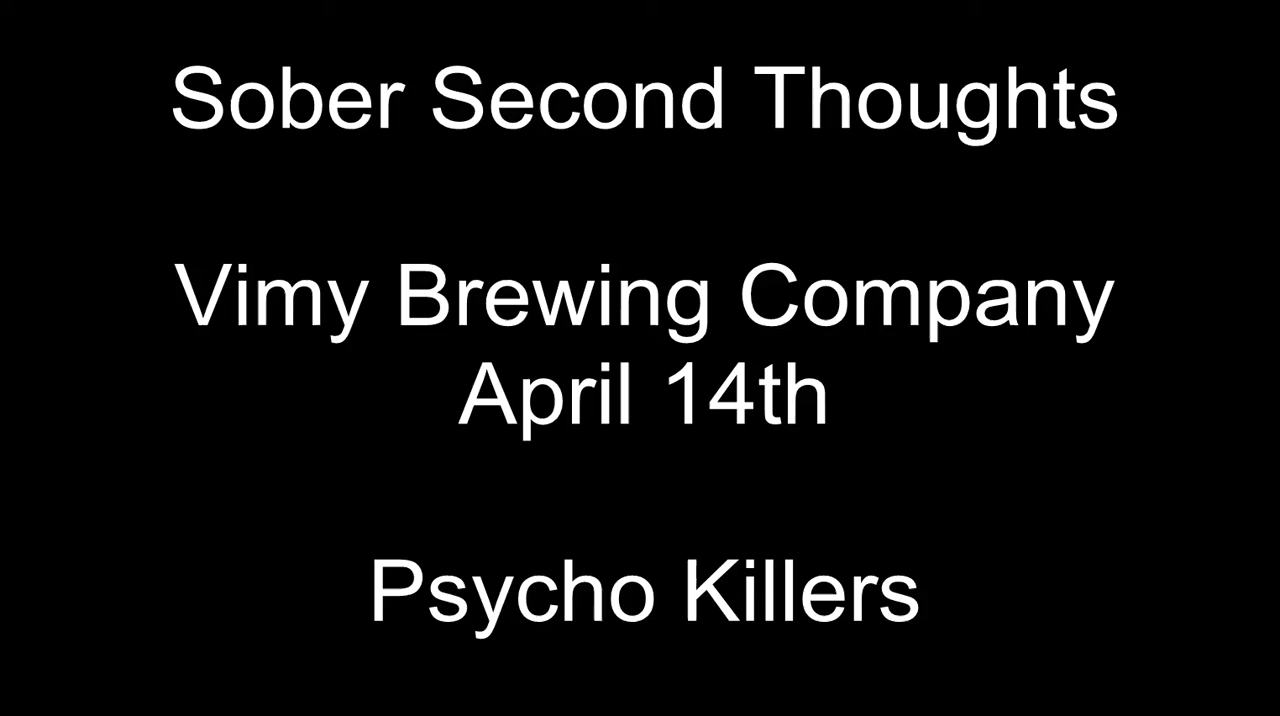 Sober Second Thoughts
Vimy Brewing Company
April 14th
Psycho Killers